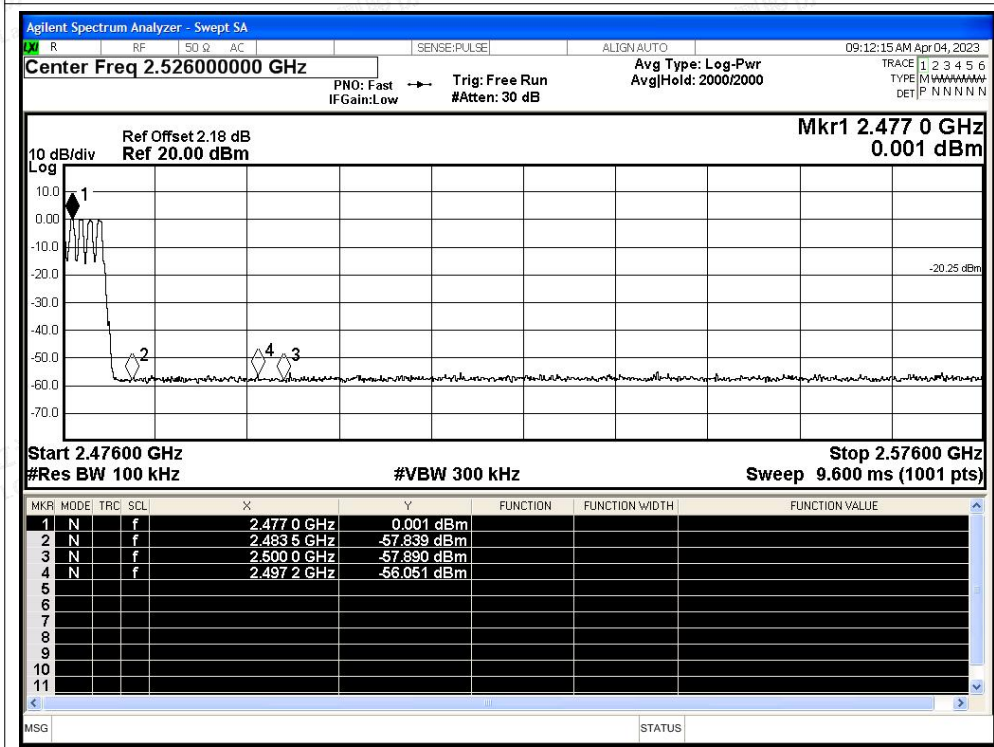 Agilent Spectrum Analyzer - Swept SA
LXI R RF 50 Ω AC SENSE:PULSE ALIGN AUTO 09:12:15 AM Apr 04, 2023
Center Freq 2.526000000 GHz
PNO: Fast Trig: Free Run
IFGain:Low #Atten: 30 dB
Avg Type: Log-Pwr
Avg|Hold: 2000/2000
TRACE 1 2 3 4 5 6
TYPE M WWWWW
DET P N N N N N
Ref Offset 2.18 dB
10 dB/div Ref 20.00 dBm
Log
Mkr1 2.477 0 GHz
0.001 dBm
10.0
0.00
-10.0
-20.0
-30.0
-40.0
-50.0
-60.0
-70.0
1
2
4
3
-20.25 dBm
Start 2.47600 GHz Stop 2.57600 GHz
#Res BW 100 kHz #VBW 300 kHz Sweep 9.600 ms (1001 pts)
MKR MODE TRC SCL X Y FUNCTION FUNCTION WIDTH FUNCTION VALUE
1 N f 2.477 0 GHz 0.001 dBm
2 N f 2.483 5 GHz -57.839 dBm
3 N f 2.500 0 GHz -57.890 dBm
4 N f 2.497 2 GHz -56.051 dBm
5
6
7
8
9
10
11
MSG STATUS